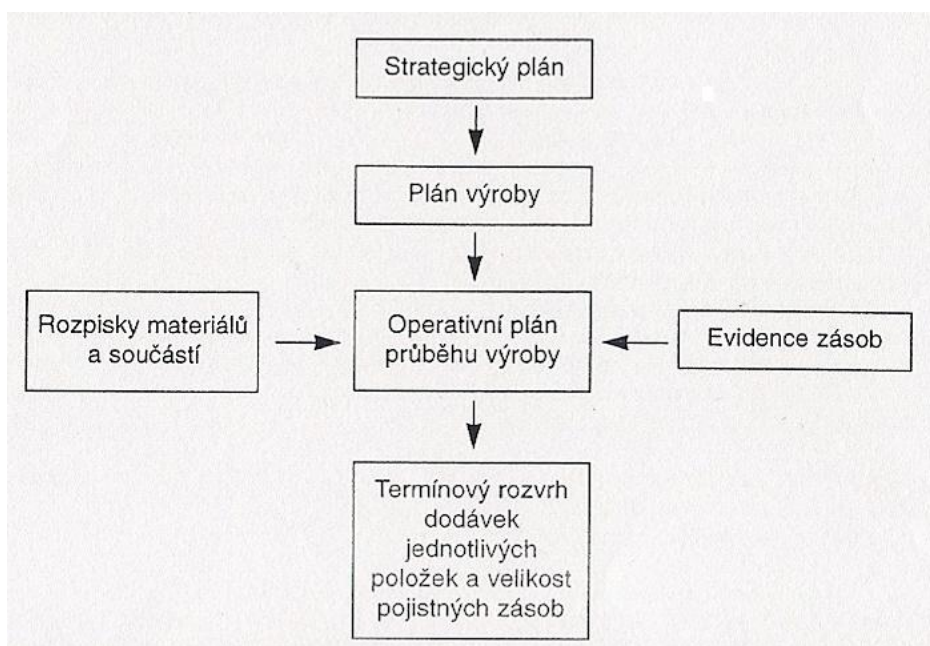 Strategický plán
Plán výroby
Rozpisky materiálů
a součástí
Operativní plán
průběhu výroby
Evidence zásob
Termínový rozvrh
dodávek
jednotlivých
položek a velikost
pojistných zásob